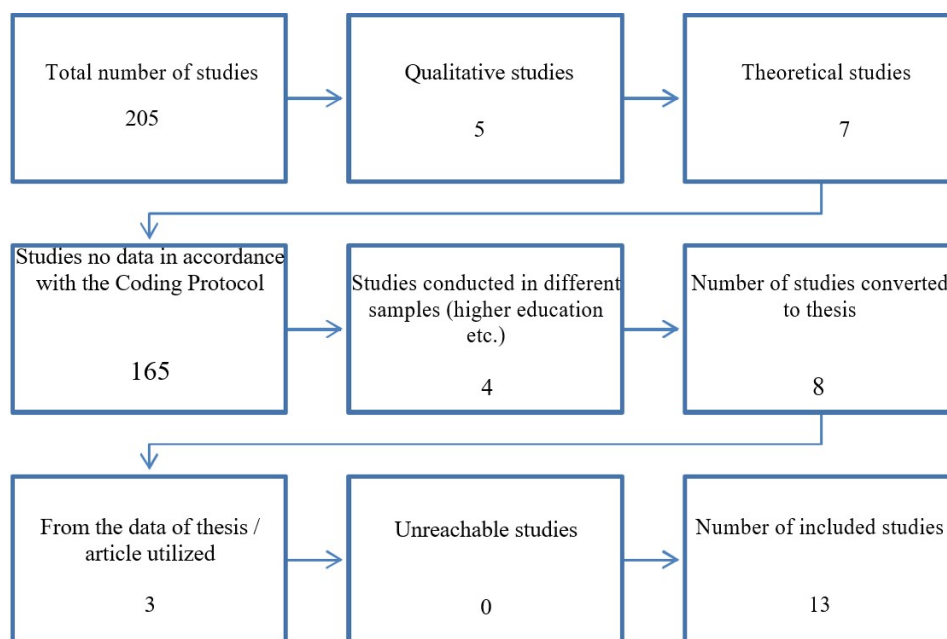 Total number of studies
205
Qualitative studies
5
Theoretical studies
7
Studies no data in accordance
with the Coding Protocol
165
Studies conducted in different
samples (higher education
etc.)
4
Number of studies converted
to thesis
8
From the data of thesis /
article utilized
3
Unreachable studies
0
Number of included studies
13